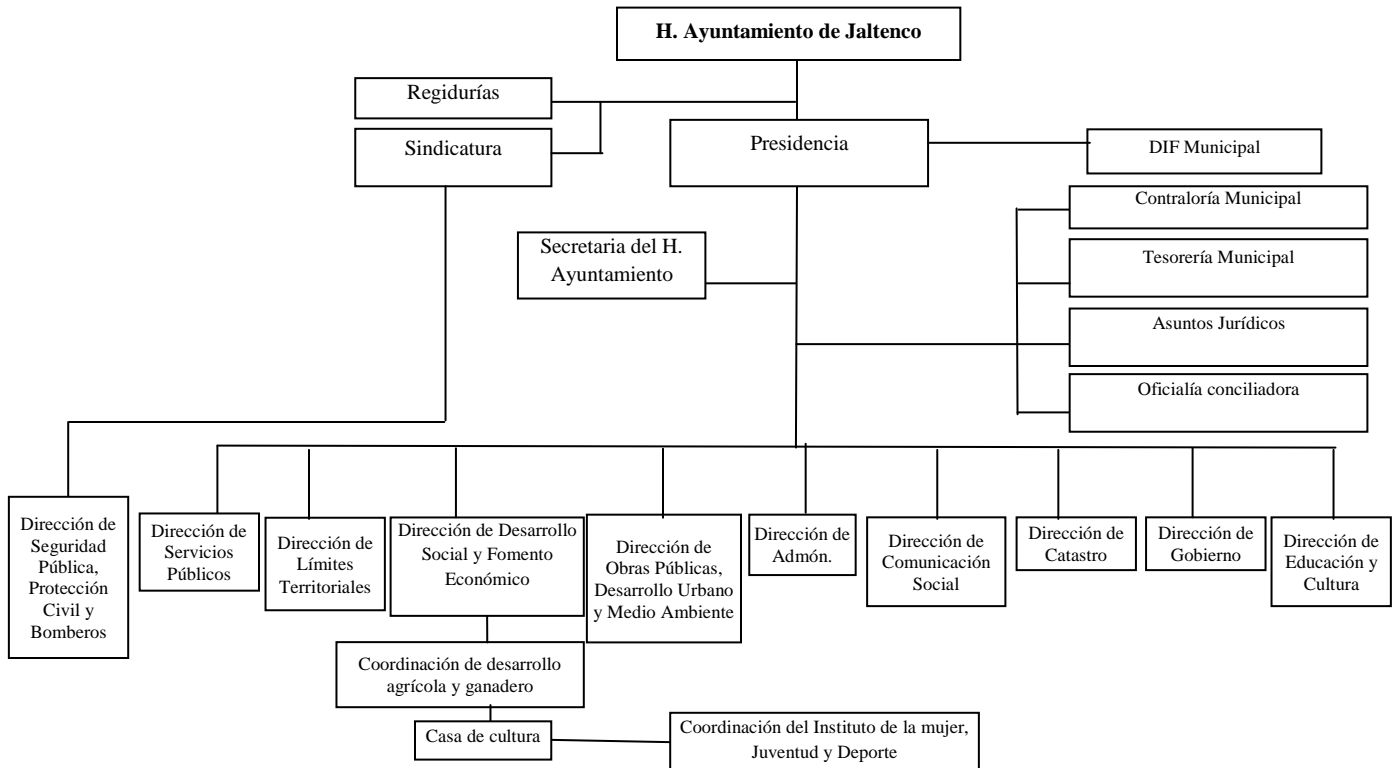 H. Ayuntamiento de Jaltenco
Regidurías
Sindicatura
Presidencia
DIF Municipal
Contraloría Municipal
Secretaria del H.
Ayuntamiento
Tesorería Municipal
Asuntos Jurídicos
Oficialía conciliadora
Dirección de
Seguridad
Pública,
Protección
Civil y
Bomberos
Dirección de
Servicios
Públicos
Dirección de
Límites
Territoriales
Dirección de Desarrollo
Social y Fomento
Económico
Dirección de
Obras Públicas,
Desarrollo Urbano
y Medio Ambiente
Dirección
de Admón.
Dirección de
Comunicación
Social
Dirección de
Catastro
Dirección de
Gobierno
Dirección de
Educación y
Cultura
Coordinación de desarrollo
agrícola y ganadero
Casa de cultura
Coordinación del Instituto de la mujer,
Juventud y Deporte